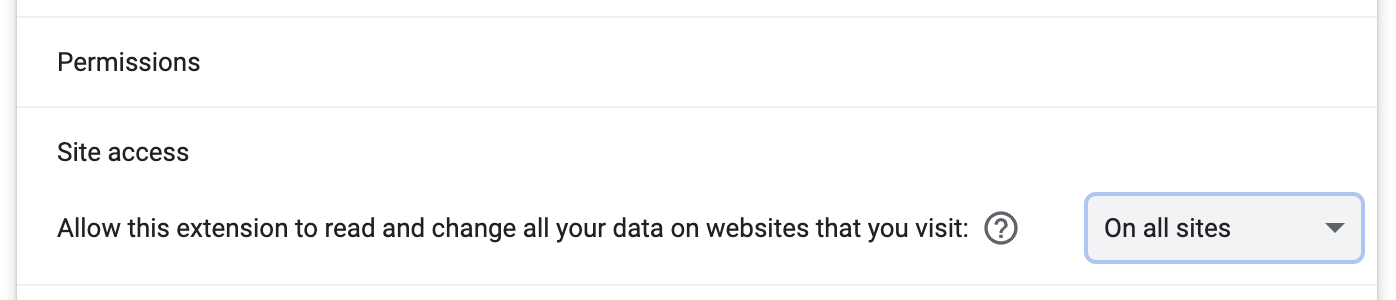 Permissions
Site access
Allow this extension to read and change all your data on websites that you visit: ? On all sites